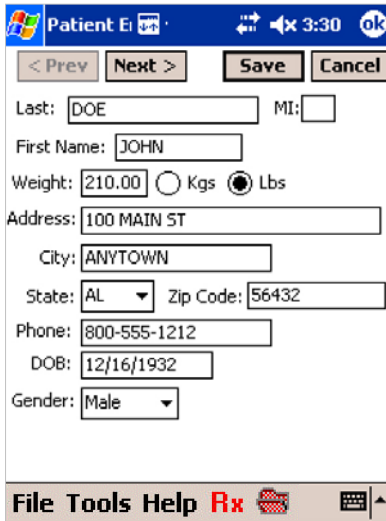 Patient E 3:30 ok
< Prev Next > Save Cancel
Last: DOE MI:
First Name: JOHN
Weight: 210.00 Kgs Lbs
Address: 100 MAIN ST
City: ANYTOWN
State: AL Zip Code: 56432
Phone: 800-555-1212
DOB: 12/16/1932
Gender: Male
File Tools Help Rx